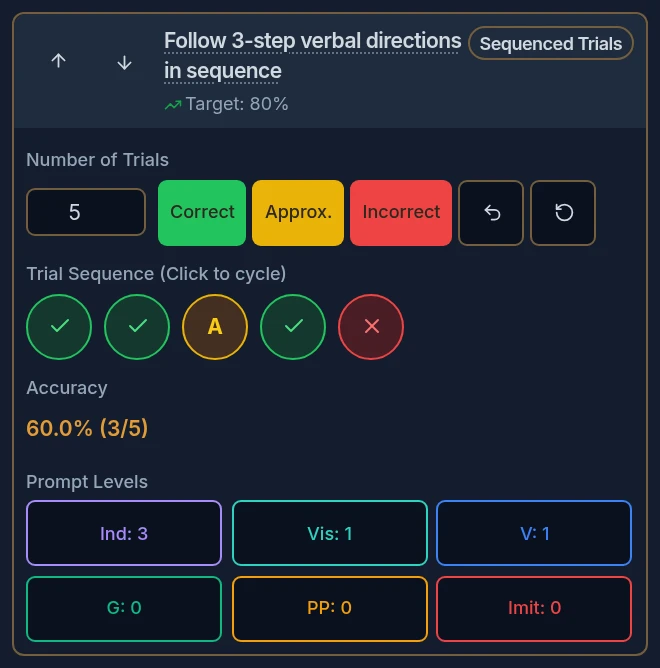 Follow 3-step verbal directions
in sequence
Sequenced Trials
Target: 80%
Number of Trials
5
Correct
Approx.
Incorrect
Trial Sequence (Click to cycle)
A
Accuracy
60.0% (3/5)
Prompt Levels
Ind: 3
Vis: 1
V: 1
G: 0
PP: 0
Imit: 0